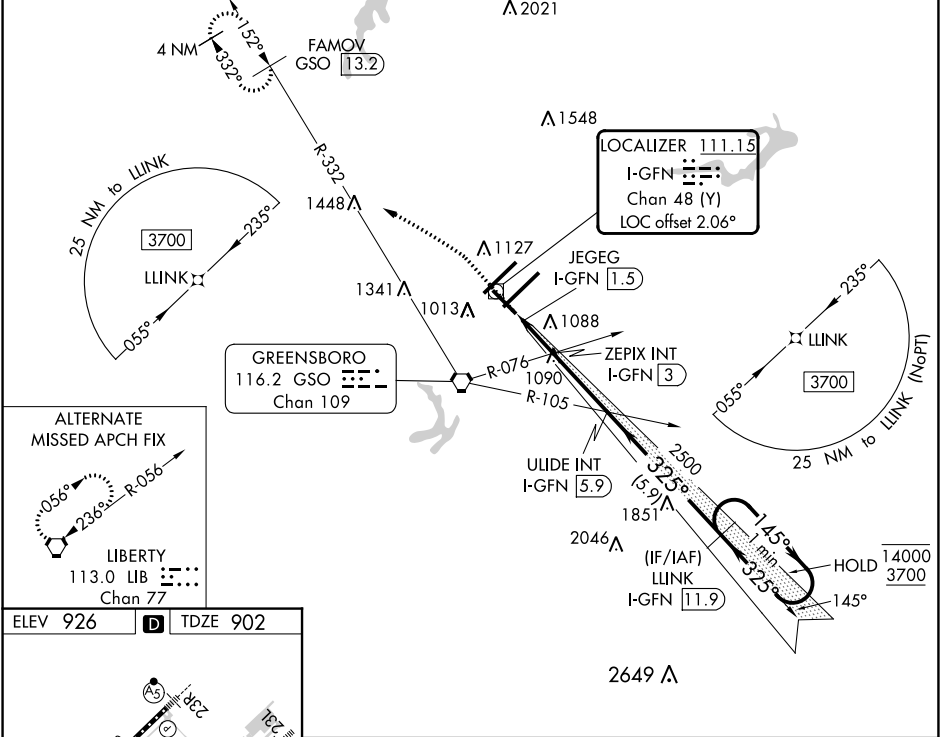 2021
4 NM
152°
332°
FAMOV
GSO 13.2
1548
LOCALIZER 111.15
I-GFN
Chan 48 (Y)
LOC offset 2.06°
25 NM to LLINK
3700
235°
LLINK
055°
R-332
1448
1127
JEGEG
I-GFN 1.5
1341
1013
1088
235°
LLINK
3700
055°
25 NM to LLINK (NoPT)
GREENSBORO
116.2 GSO
Chan 109
R-076
ZEPIX INT
I-GFN 3
1090
R-105
ALTERNATE
MISSED APCH FIX
056°
R-056
236°
LIBERTY
113.0 LIB
Chan 77
ULIDE INT
I-GFN 5.9
2500
325°
(5.9)
1851
2046
145°
1 min
325°
HOLD
14000
3700
145°
(IF/IAF)
LLINK
I-GFN 11.9
2649
ELEV 926
D
TDZE 902
A5
23R
P
23L